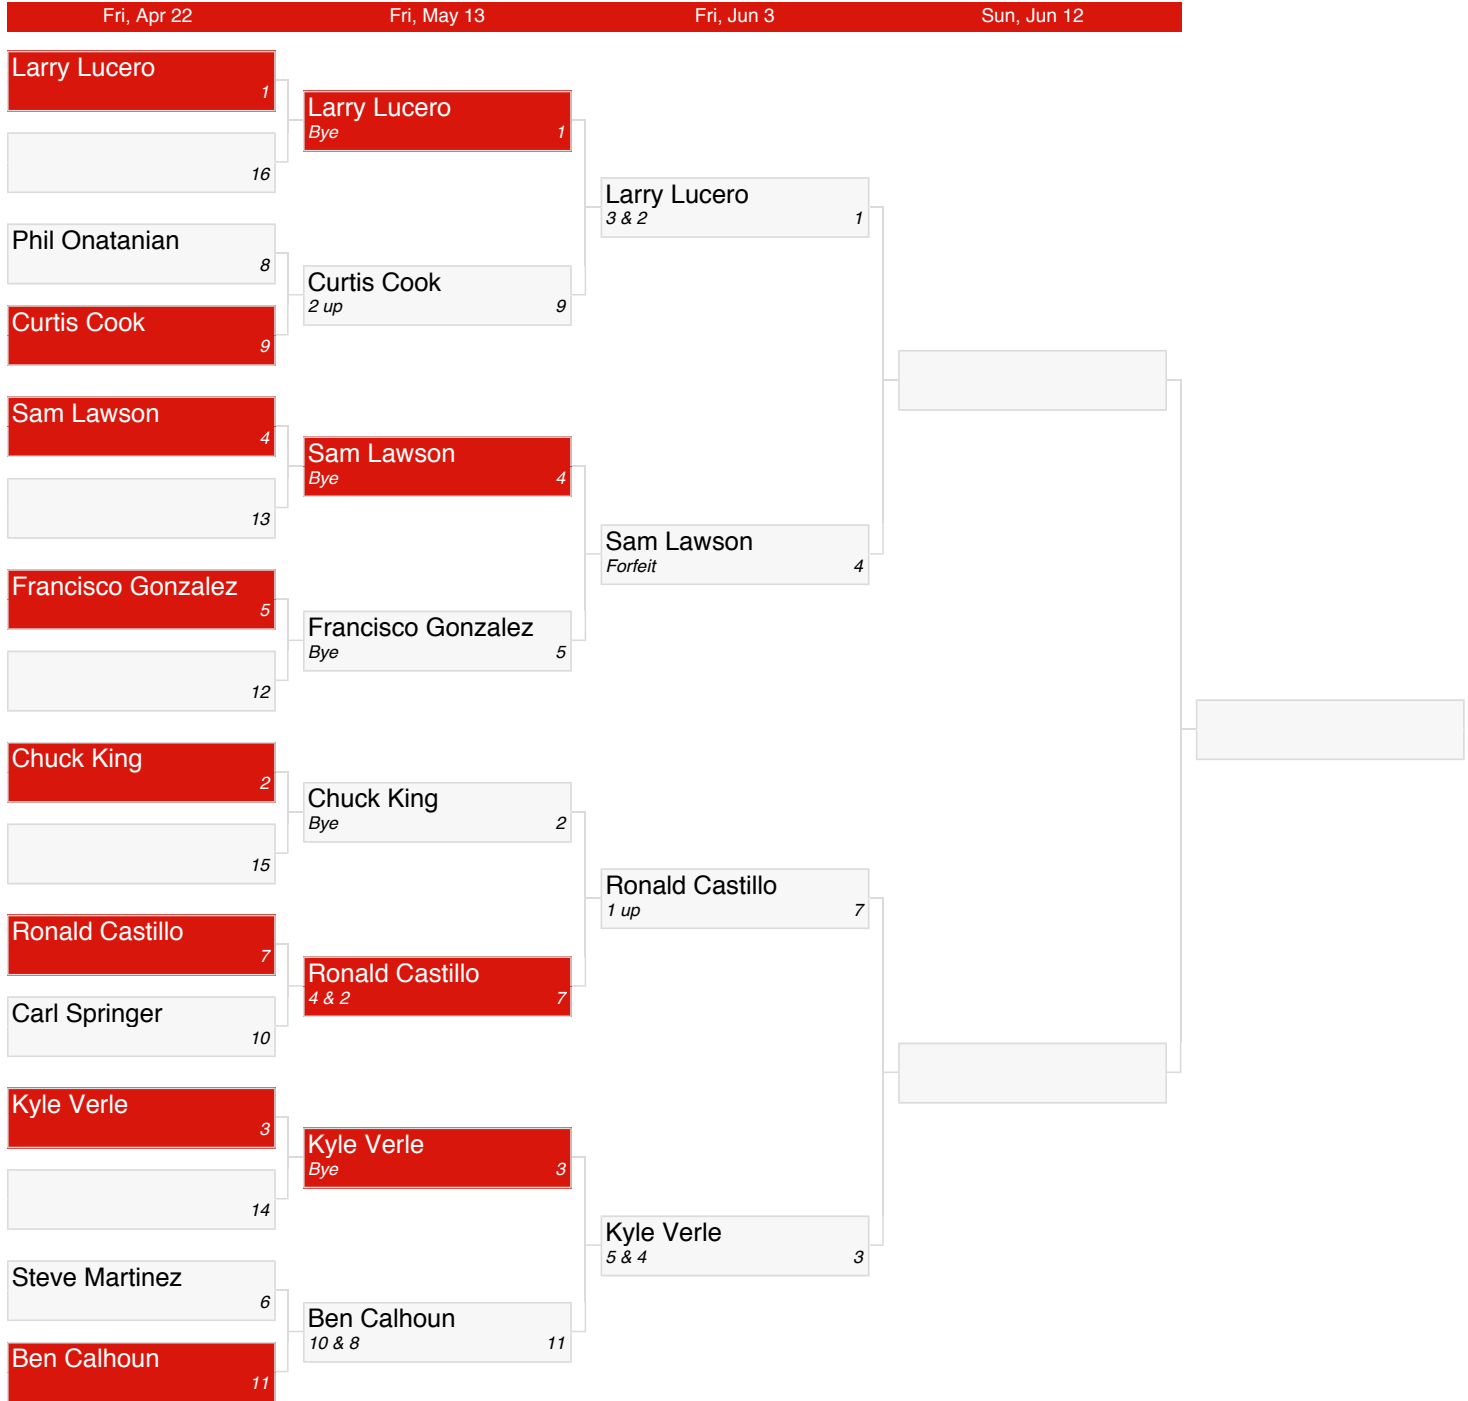 Fri, Apr 22 Fri, May 13 Fri, Jun 3 Sun, Jun 12
Larry Lucero
1
16
Phil Onatanian
8
Curtis Cook
9
Sam Lawson
4
13
Francisco Gonzalez
5
12
Chuck King
2
15
Ronald Castillo
7
Carl Springer
10
Kyle Verle
3
14
Steve Martinez
6
Ben Calhoun
11
Larry Lucero
Bye 1
Curtis Cook
2 up 9
Sam Lawson
Bye 4
Francisco Gonzalez
Bye 5
Chuck King
Bye 2
Ronald Castillo
4 & 2 7
Kyle Verle
Bye 3
Ben Calhoun
10 & 8 11
Larry Lucero
3 & 2 1
Sam Lawson
Forfeit 4
Ronald Castillo
1 up 7
Kyle Verle
5 & 4 3